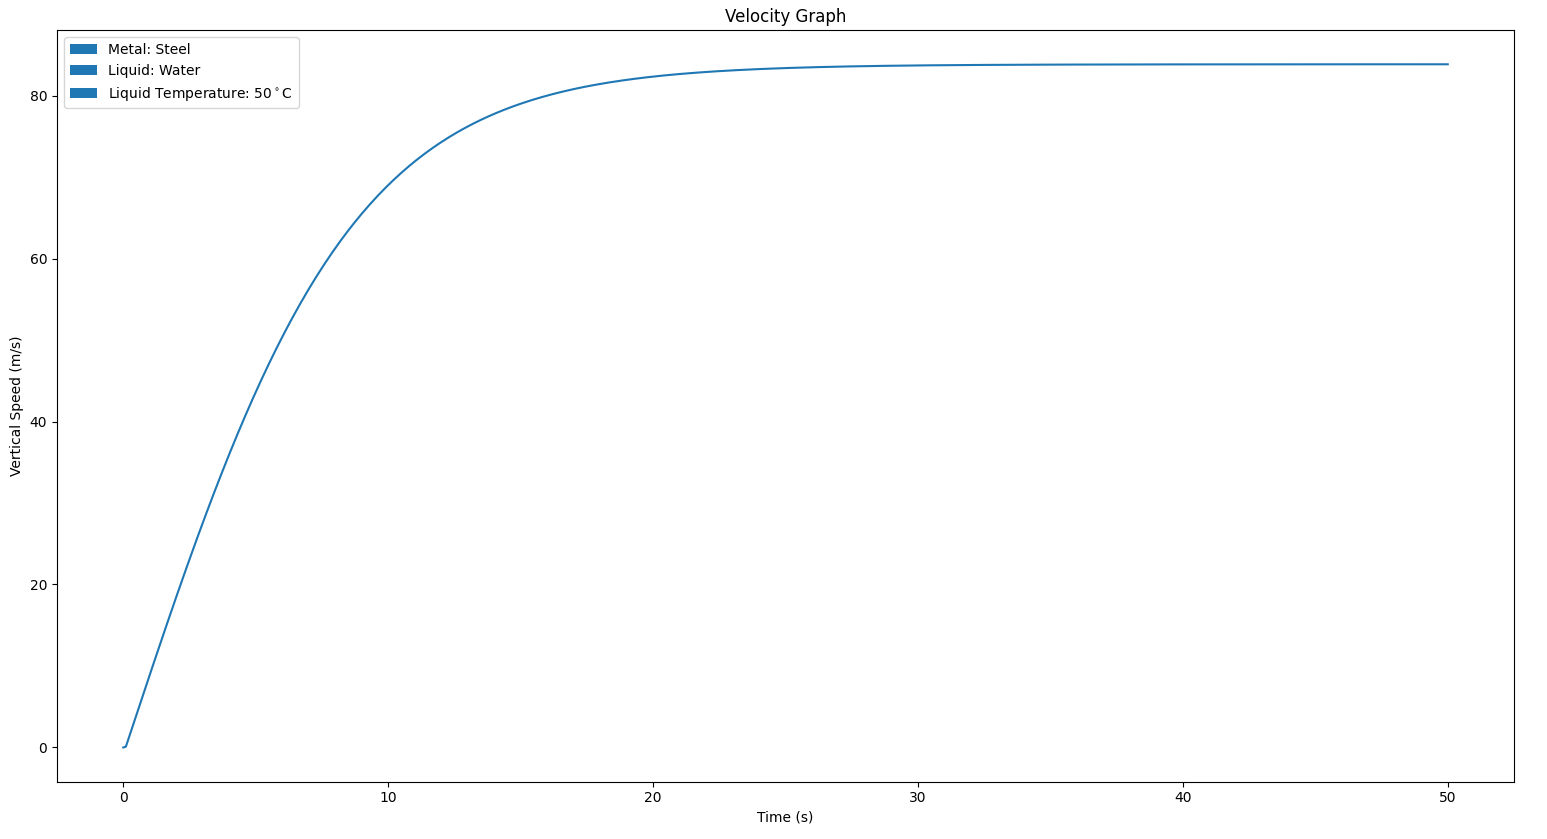 Velocity Graph
Metal: Steel
Liquid: Water
Liquid Temperature: 50°C
80
60
40
20
0
Vertical Speed (m/s)
0 10 20 30 40 50
Time (s)